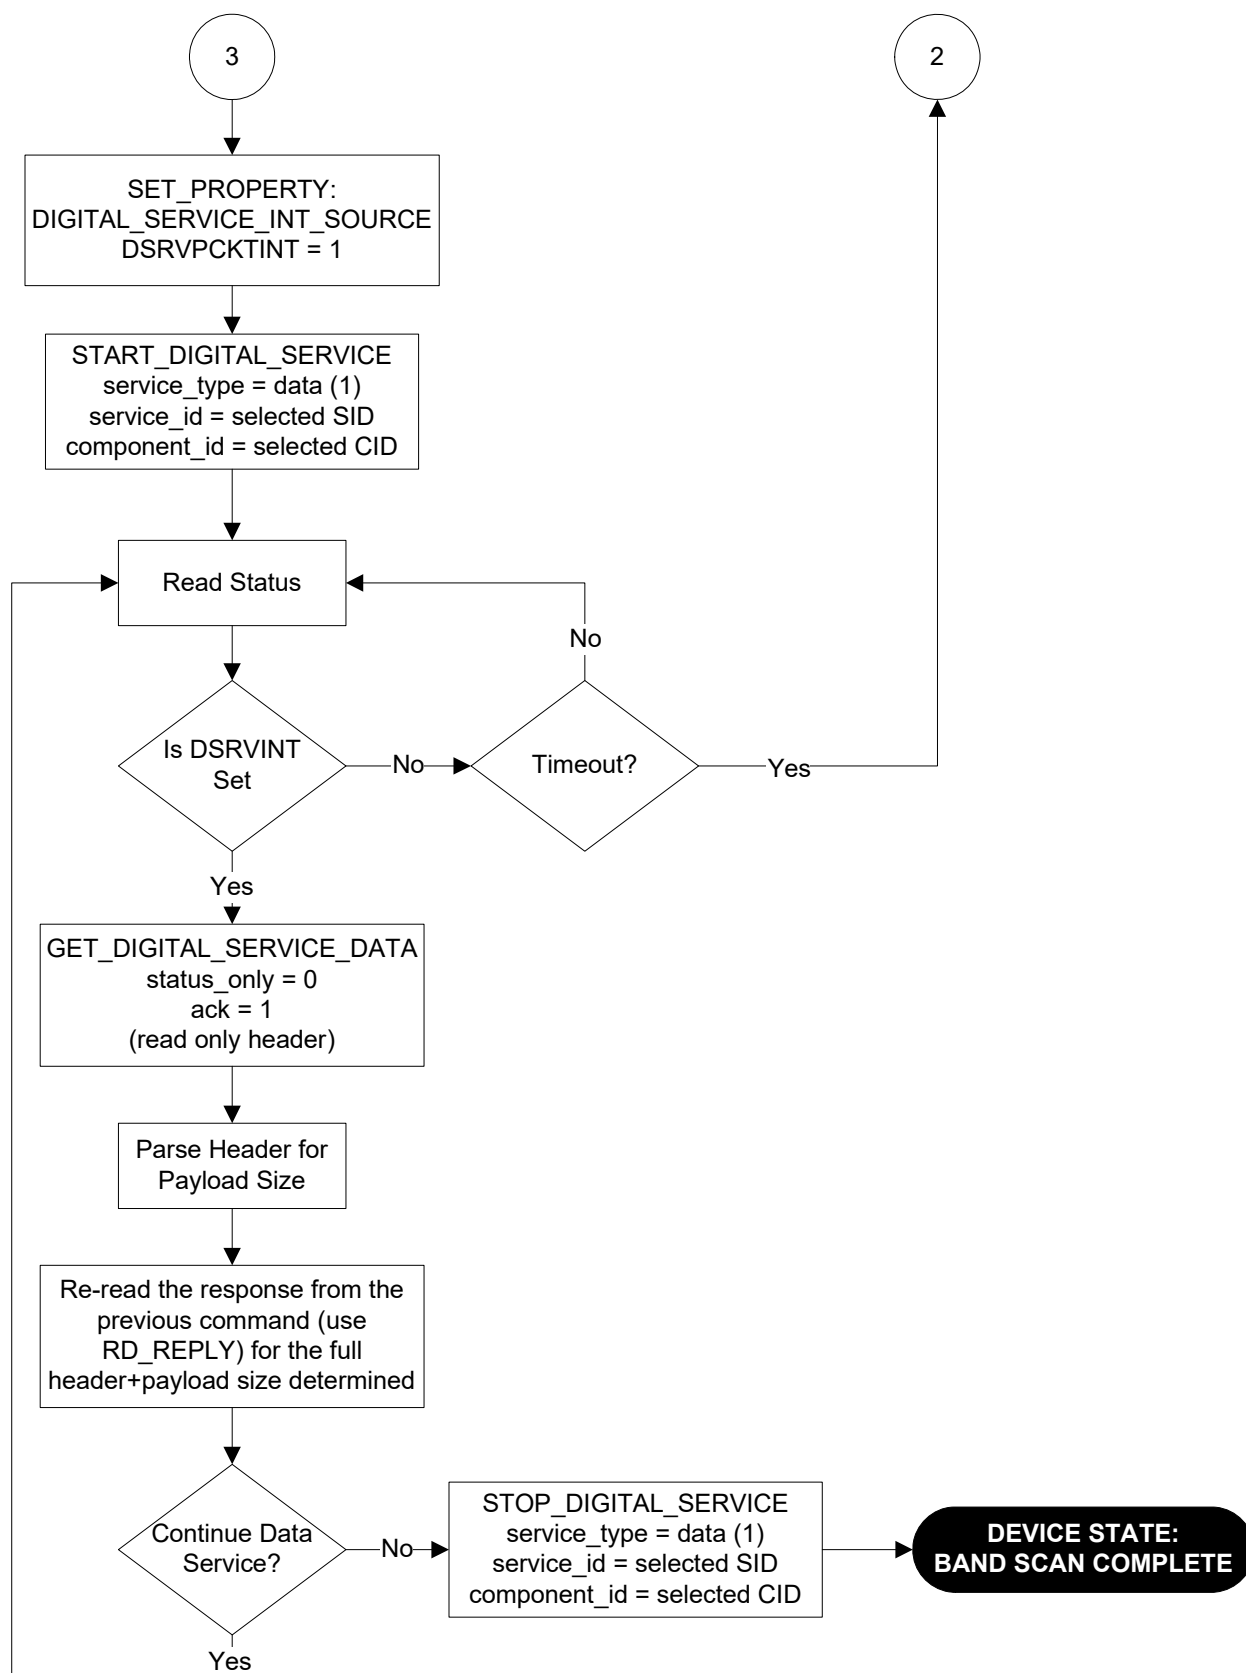 3
2
SET_PROPERTY:
DIGITAL_SERVICE_INT_SOURCE
DSRVPCKTINT = 1
START_DIGITAL_SERVICE
service_type = data (1)
service_id = selected SID
component_id = selected CID
Read Status
No
Is DSRVINT
Set
No
Timeout?
Yes
Yes
GET_DIGITAL_SERVICE_DATA
status_only = 0
ack = 1
(read only header)
Parse Header for
Payload Size
Re-read the response from the
previous command (use
RD_REPLY) for the full
header+payload size determined
Continue Data
Service?
No
STOP_DIGITAL_SERVICE
service_type = data (1)
service_id = selected SID
component_id = selected CID
DEVICE STATE:
BAND SCAN COMPLETE
Yes